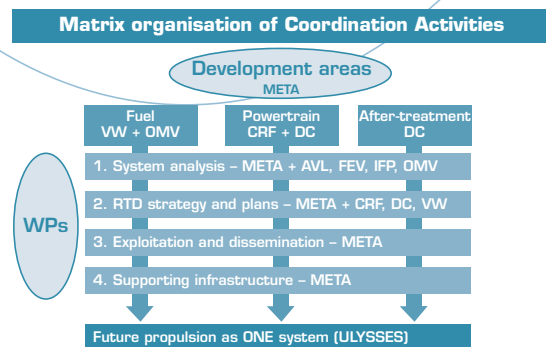 Matrix organisation of Coordination Activities
Development areas
META
Fuel
VW + OMV
Powertrain
CRF + DC
After-treatment
DC
WPs
1. System analysis – META + AVL, FEV, IFP, OMV
2. RTD strategy and plans – META + CRF, DC, VW
3. Exploitation and dissemination – META
4. Supporting infrastructure – META
Future propulsion as ONE system (ULYSSES)